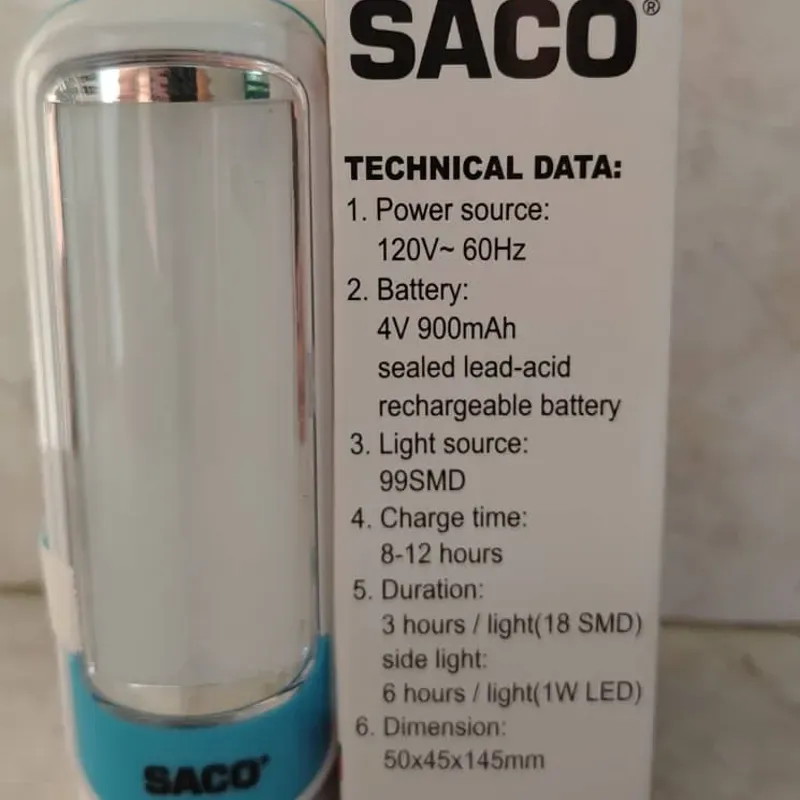 SACO®
TECHNICAL DATA:
1. Power source:
120V~ 60Hz
2. Battery:
4V 900mAh
sealed lead-acid
rechargeable battery
3. Light source:
99SMD
4. Charge time:
8-12 hours
5. Duration:
3 hours / light(18 SMD)
side light:
6 hours / light(1W LED)
6. Dimension:
50x45x145mm
SACO